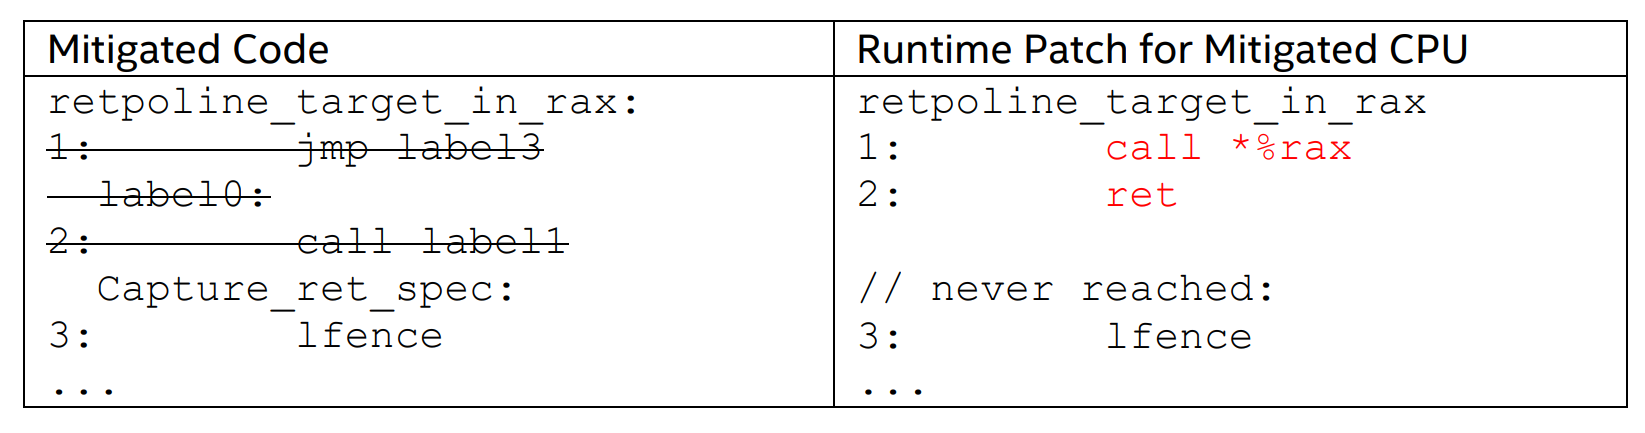 Mitigated Code
retpoline_target_in_rax:
1: jmp label3
label0:
2: call label1
Capture_ret_spec:
3: lfence
...
Runtime Patch for Mitigated CPU
retpoline_target_in_rax
1: call *%rax
2: ret
// never reached:
3: lfence
...